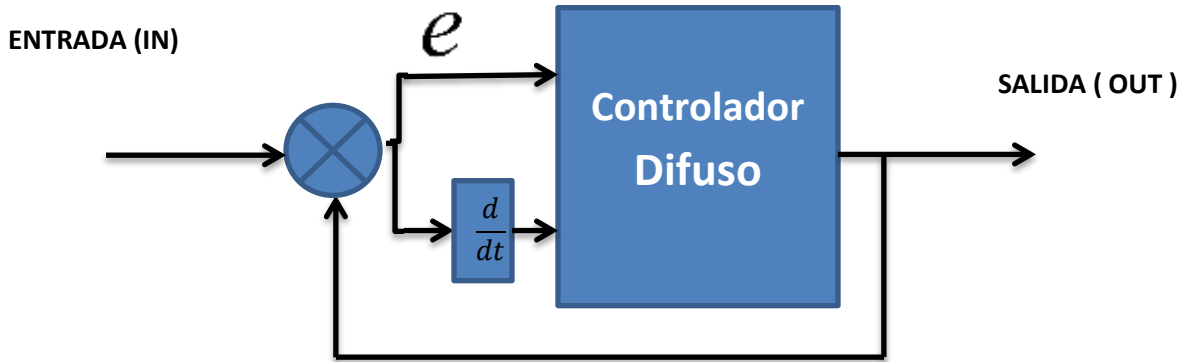 ENTRADA (IN)
e
SALIDA ( OUT )
Controlador
Difuso
d
dt